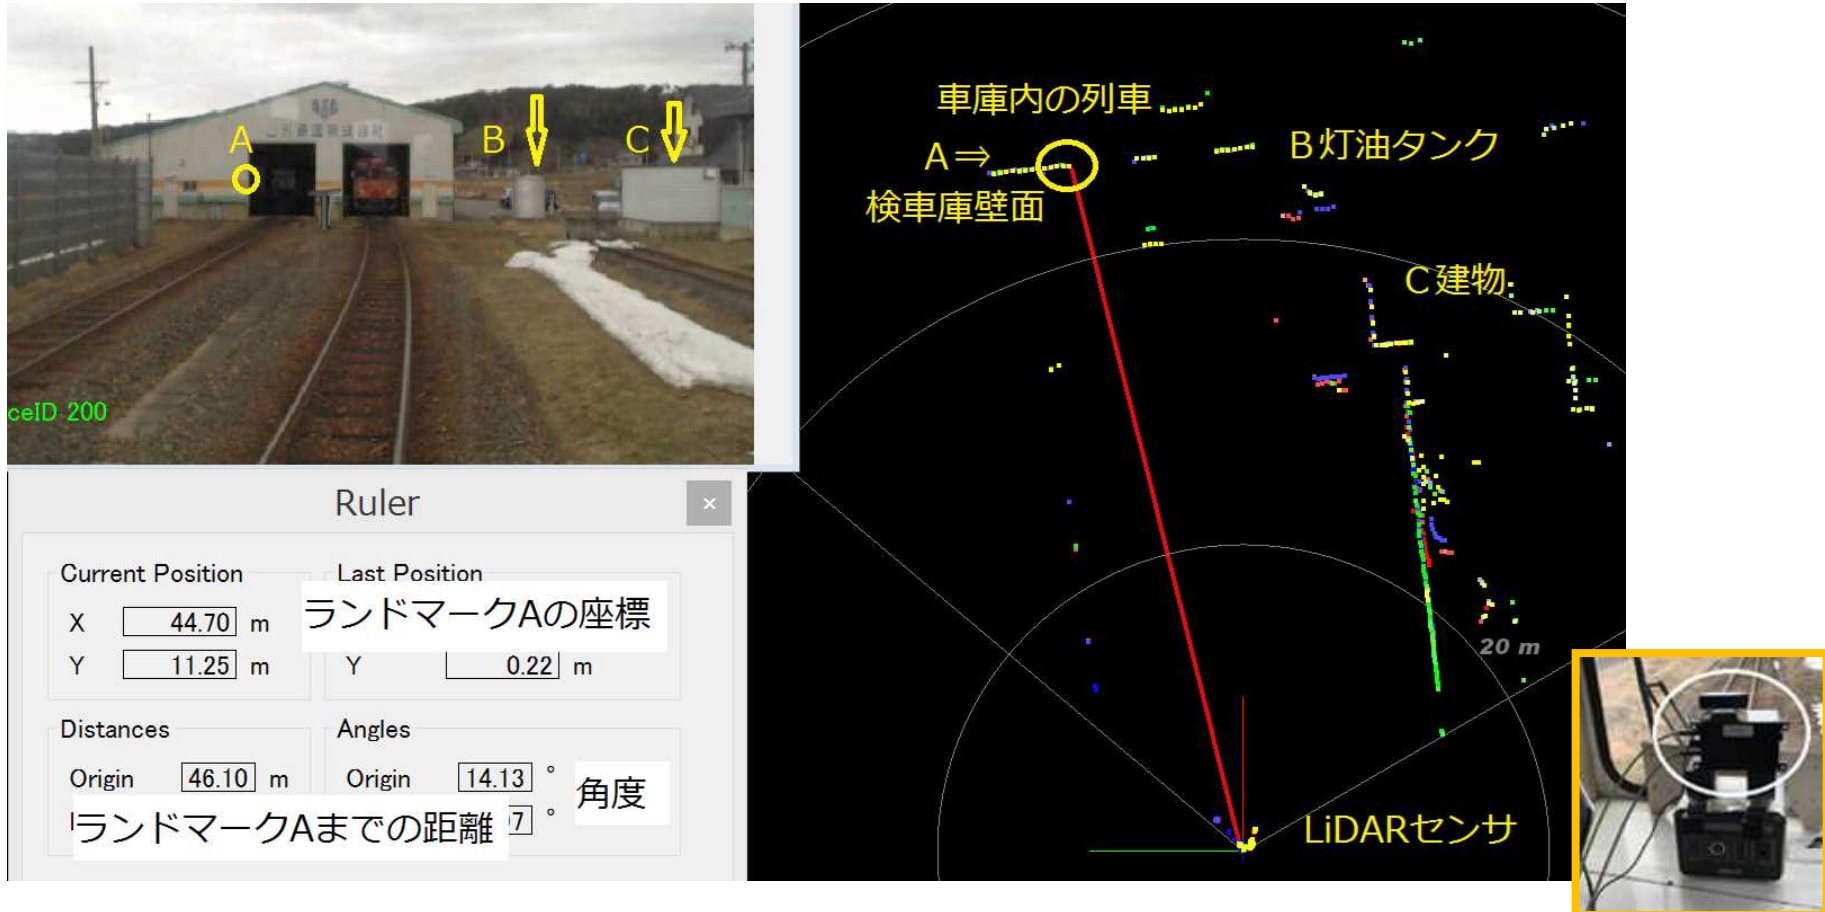 A
B
C
ceID 200
車庫内の列車
A⇒
検車庫壁面
B灯油タンク
C建物
20 m
LiDARセンサ
Ruler
×
Current Position
X 44.70 m
Y 11.25 m
Last Position
ランドマークAの座標
Y 0.22 m
Distances
Origin 46.10 m
ランドマークAまでの距離
Angles
Origin 14.13 °
7 °
角度